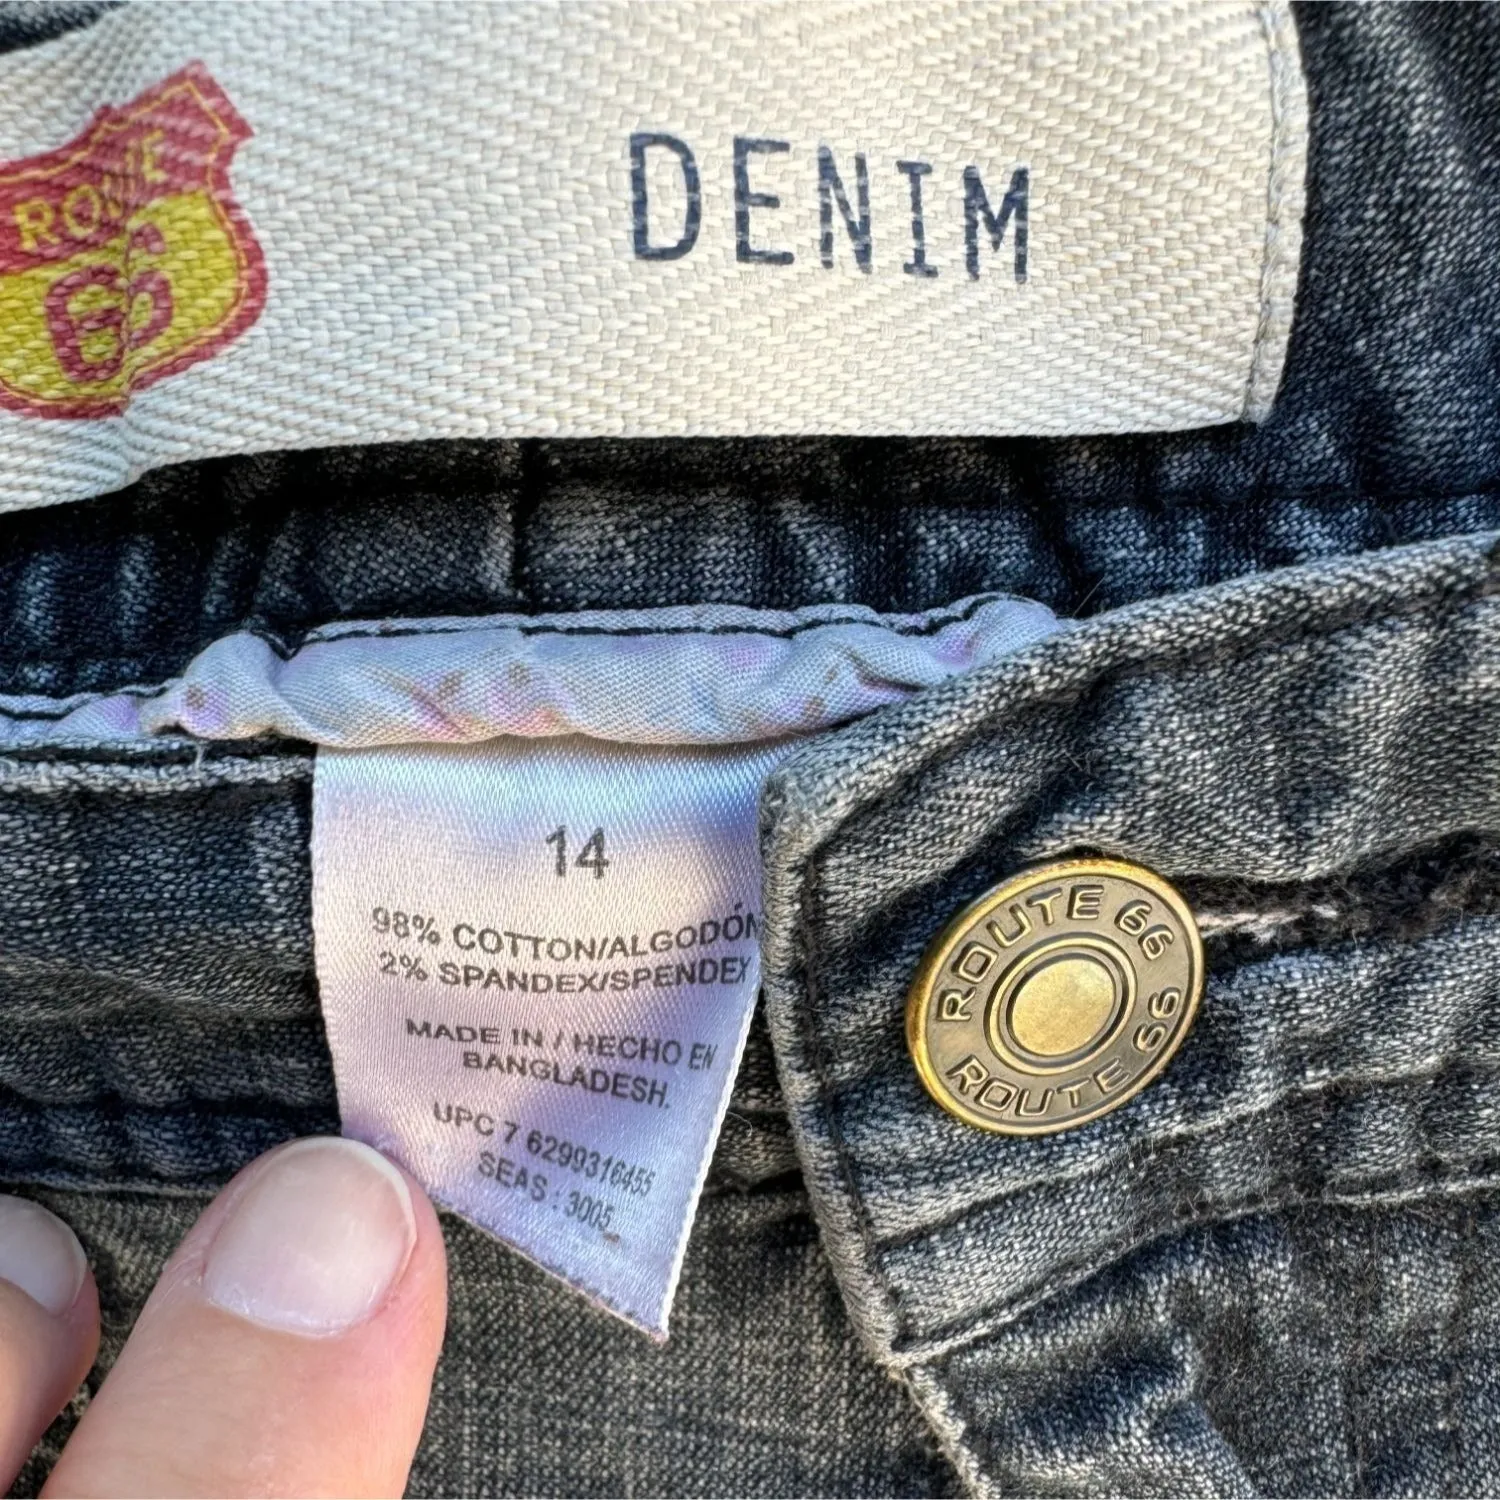 ROUTE
66
DENIM
14
98% COTTON/ALGODÓN
2% SPANDEX/SPENDEX
MADE IN / HECHO EN
BANGLADESH.
UPC 7 6299316455
SEAS : 3005
ROUTE 66
ROUTE 66